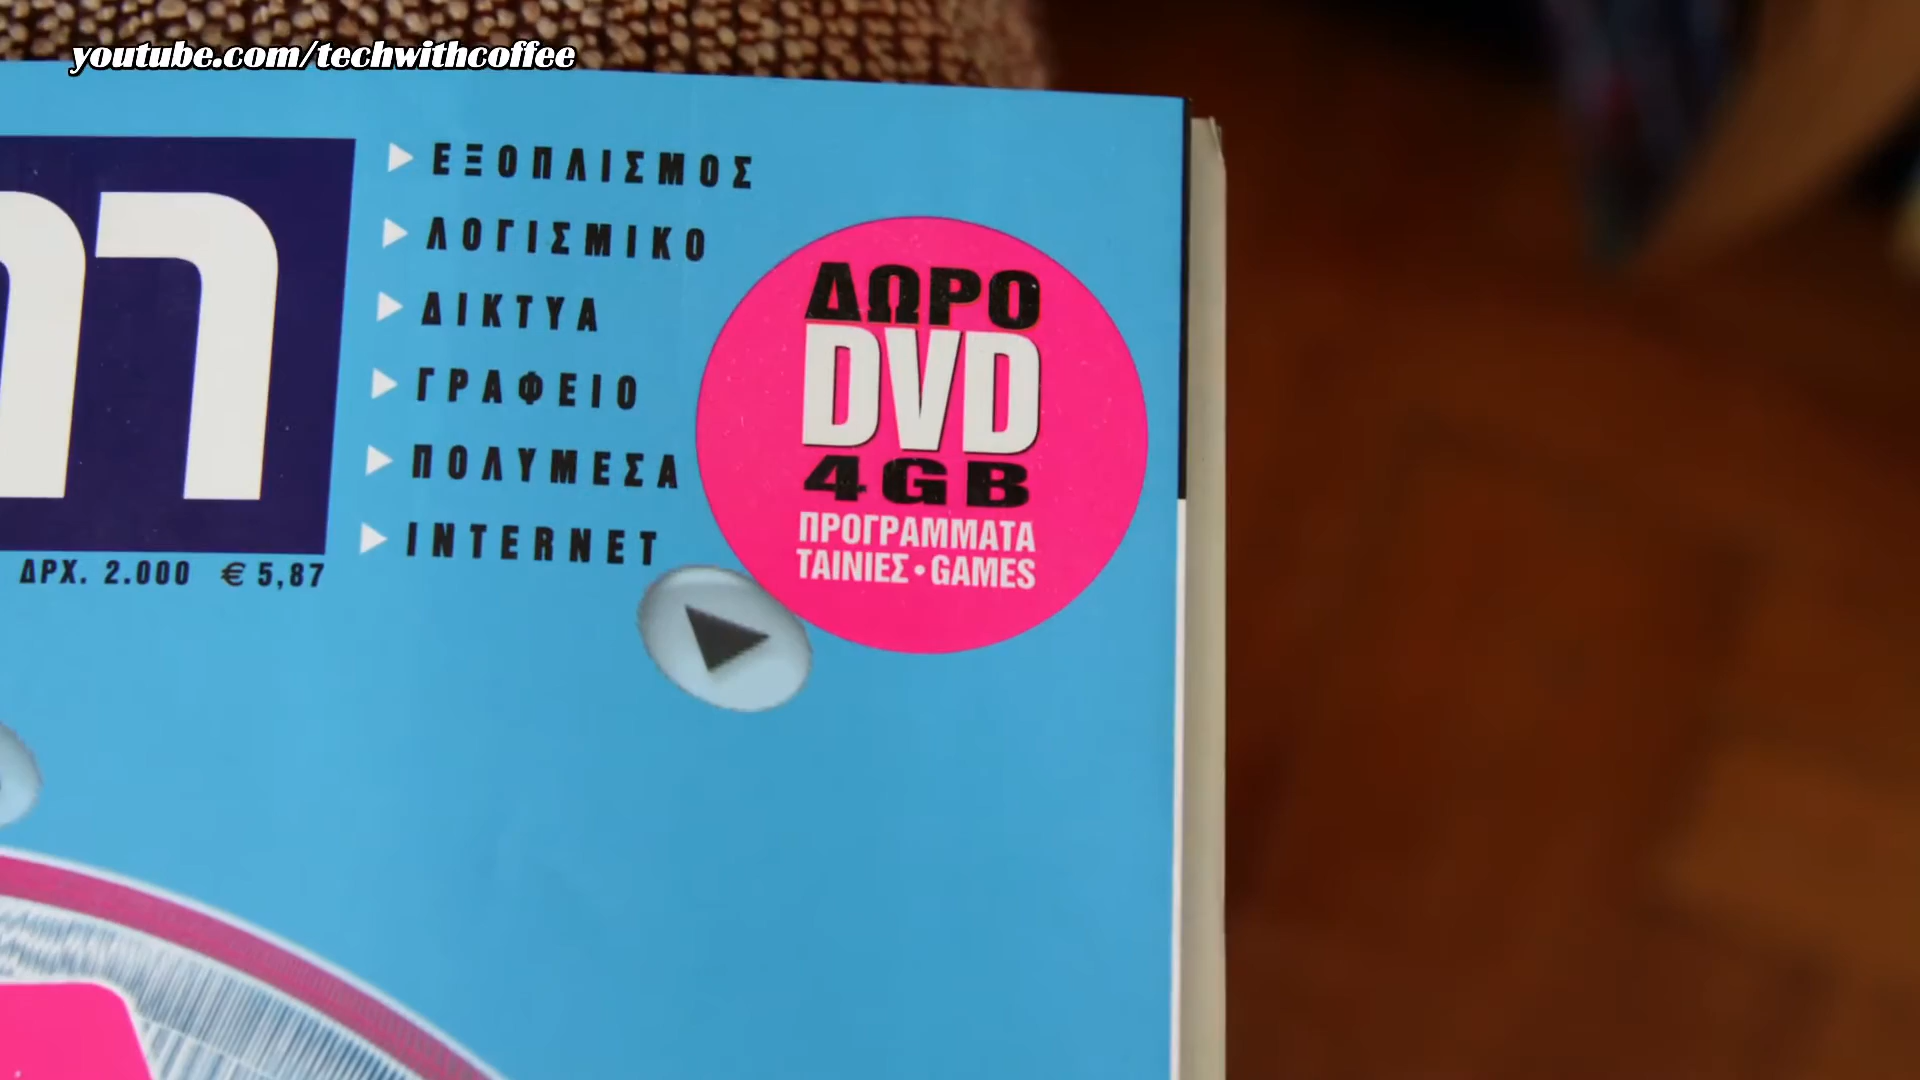 youtube.com/techwithcoffee
ΕΞΟΠΛΙΣΜΟΣ
ΛΟΓΙΣΜΙΚΟ
ΔΙΚΤΥΑ
ΓΡΑΦΕΙΟ
ΠΟΛΥΜΕΣΑ
INTERNET
ΔΡΧ. 2.000 € 5,87
ΔΩΡΟ
DVD
4GB
ΠΡΟΓΡΑΜΜΑΤΑ
ΤΑΙΝΙΕΣ • GAMES